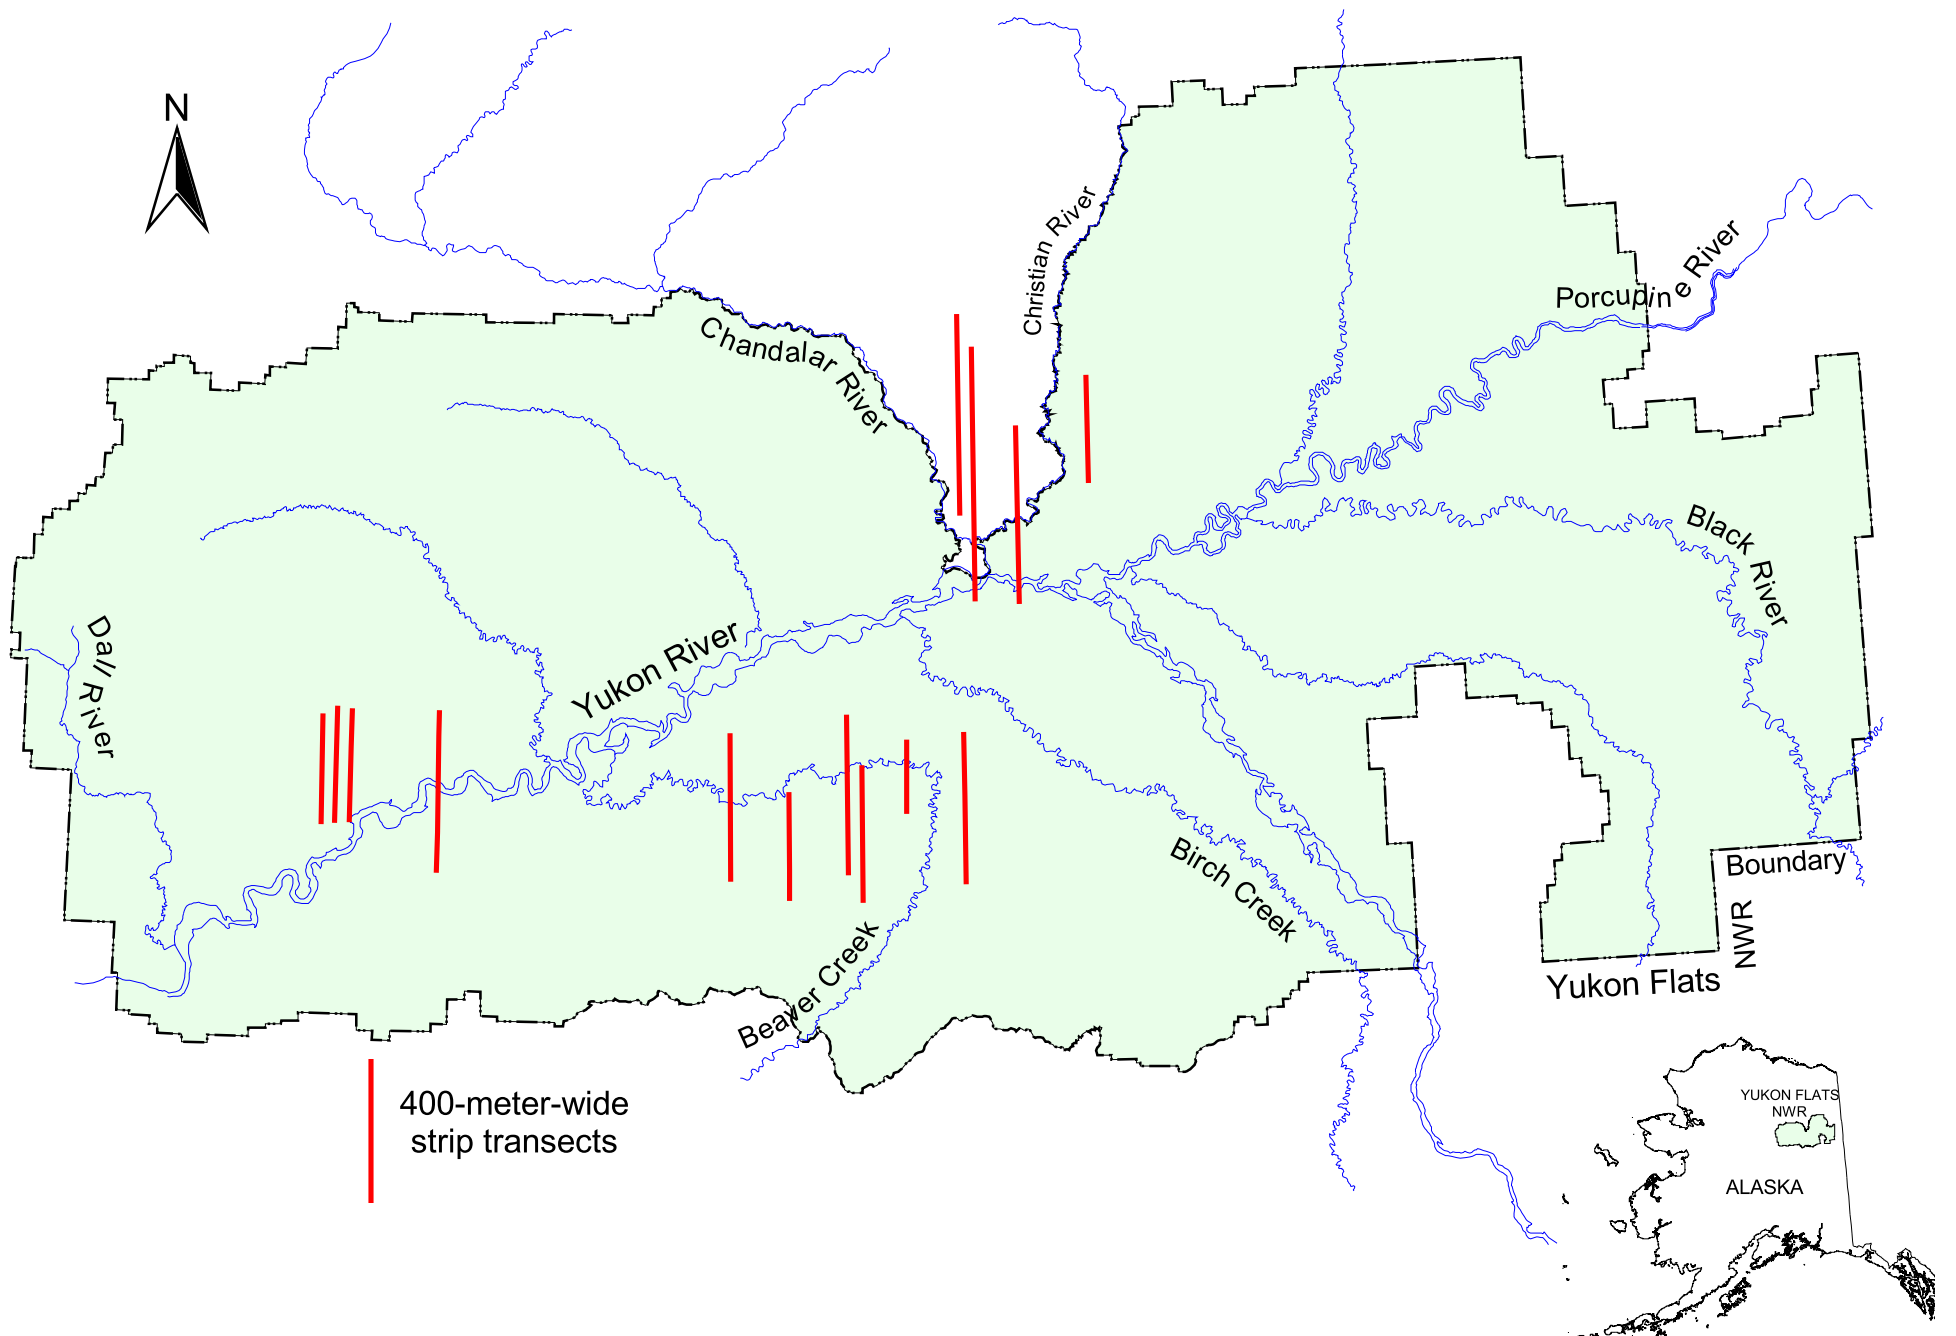 N
Christian River
Porcupine River
Chandalar River
Black River
Dall River
Yukon River
Birch Creek
Boundary
NWR
Yukon Flats
Beaver Creek
400-meter-wide
strip transects
YUKON FLATS
NWR
ALASKA